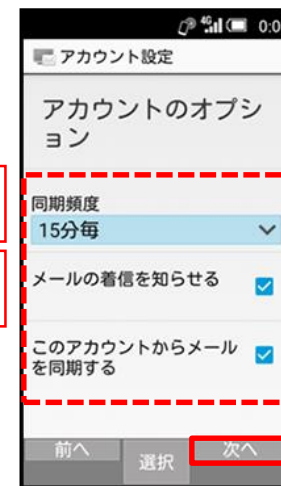 4G 0:0
アカウント設定
アカウントのオプシ
ョン
同期頻度
15分毎
メールの着信を知らせる
このアカウントからメール
を同期する
前へ 選択 次へ